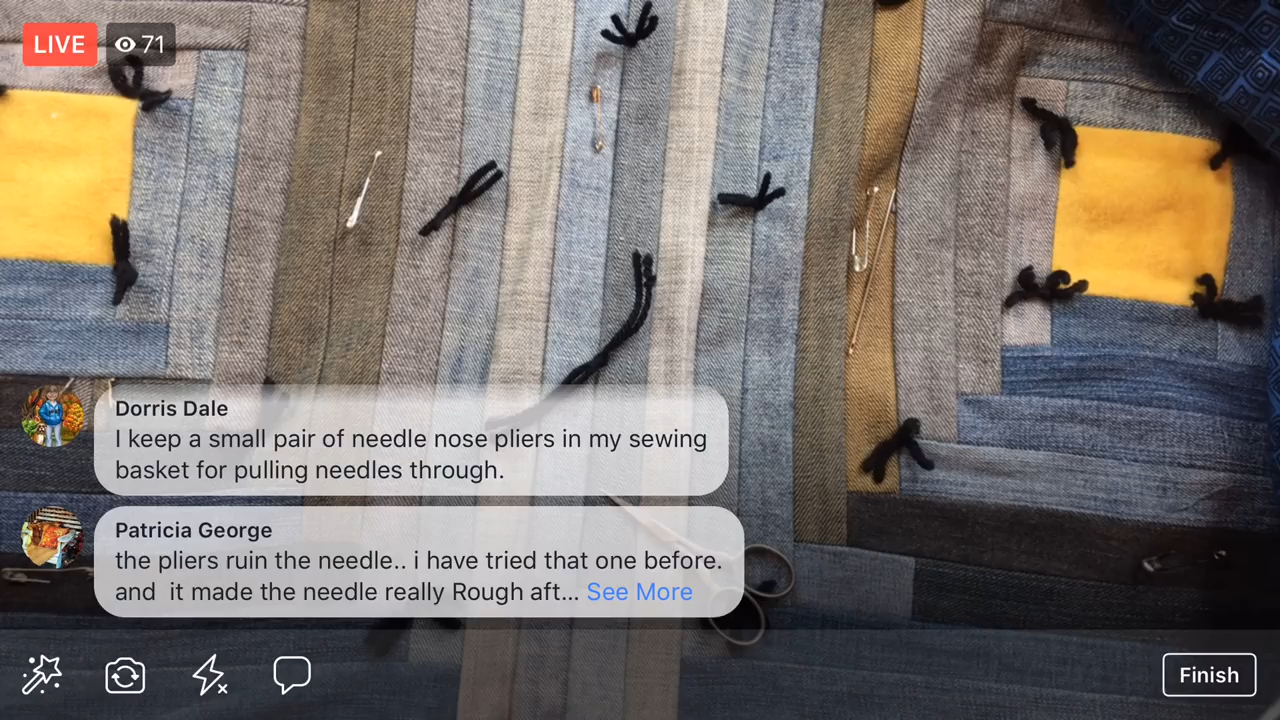 LIVE 71
Dorris Dale
I keep a small pair of needle nose pliers in my sewing
basket for pulling needles through.
Patricia George
the pliers ruin the needle.. i have tried that one before.
and  it made the needle really Rough aft... See More
Finish